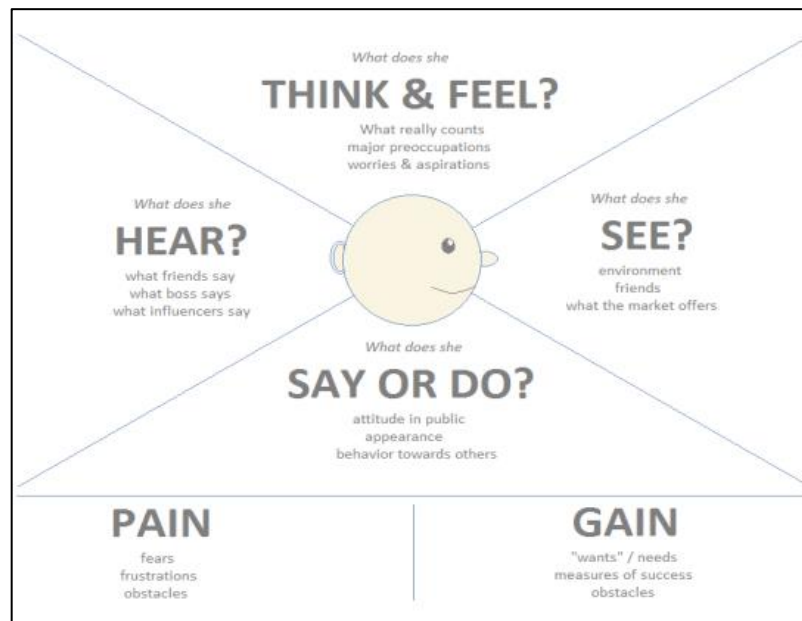 What does she
THINK & FEEL?
What really counts
major preoccupations
worries & aspirations
What does she
HEAR?
what friends say
what boss says
what influencers say
What does she
SEE?
environment
friends
what the market offers
What does she
SAY OR DO?
attitude in public
appearance
behavior towards others
PAIN
fears
frustrations
obstacles
GAIN
"wants" / needs
measures of success
obstacles